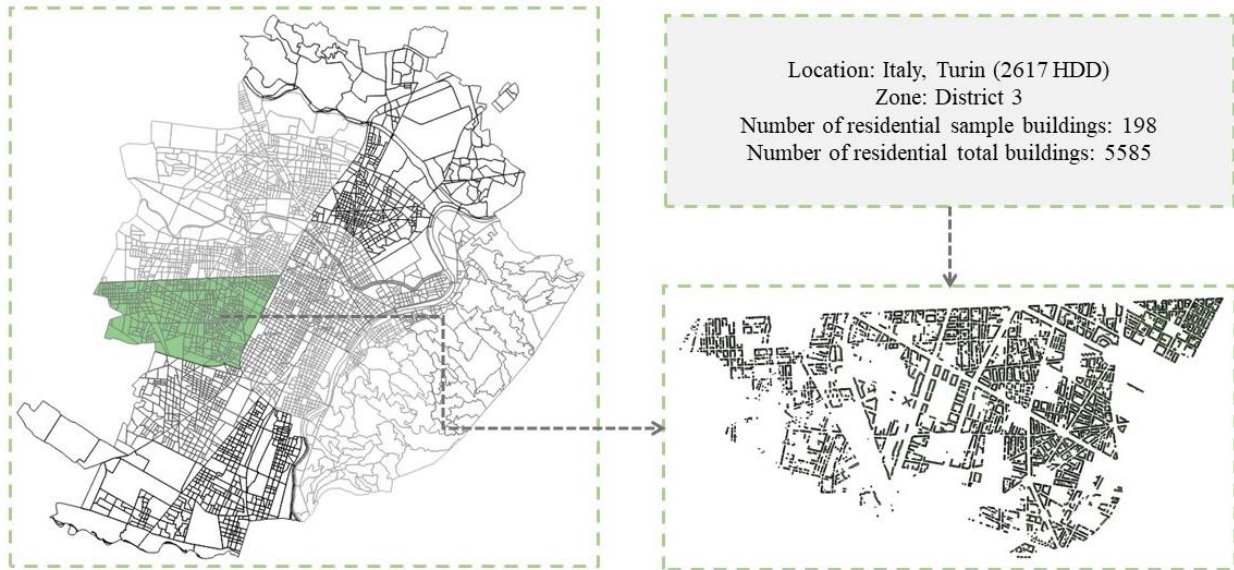 Location: Italy, Turin (2617 HDD)
Zone: District 3
Number of residential sample buildings: 198
Number of residential total buildings: 5585